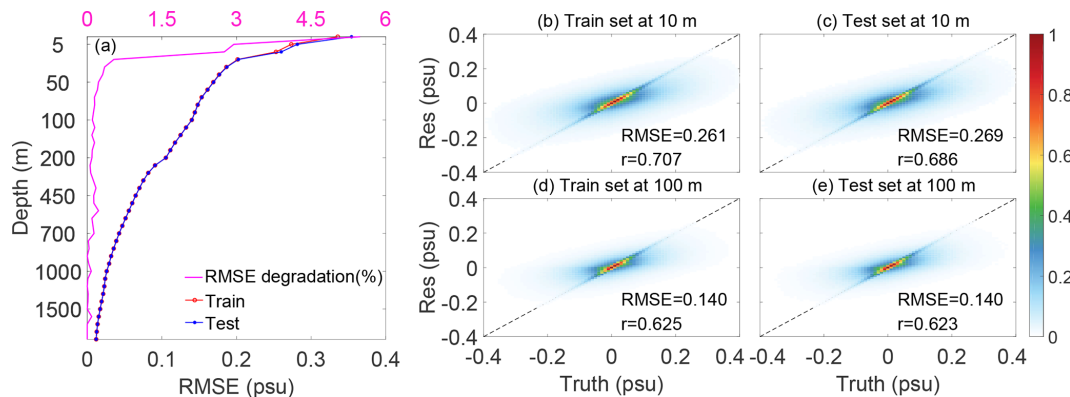 0 1.5 3 4.5 6
(a)
5
50
100
200
450
700
1000
1500
Depth (m)
RMSE degradation(%)
Train
Test
0 0.1 0.2 0.3 0.4
RMSE (psu)
(b) Train set at 10 m
0.4
0.2
0
-0.2
-0.4
Res (psu)
RMSE=0.261
r=0.707
(c) Test set at 10 m
RMSE=0.269
r=0.686
(d) Train set at 100 m
0.4
0.2
0
-0.2
-0.4
Res (psu)
RMSE=0.140
r=0.625
-0.4 -0.2 0 0.2
Truth (psu)
(e) Test set at 100 m
RMSE=0.140
r=0.623
-0.4 -0.2 0 0.2 0.4
Truth (psu)
1
0.8
0.6
0.4
0.2
0